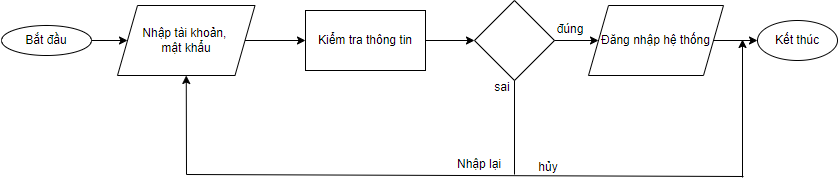 Bắt đầu
Nhập tài khoản,
mật khẩu
Kiểm tra thông tin
đúng
Đăng nhập hệ thống
Kết thúc
sai
Nhập lại
hủy